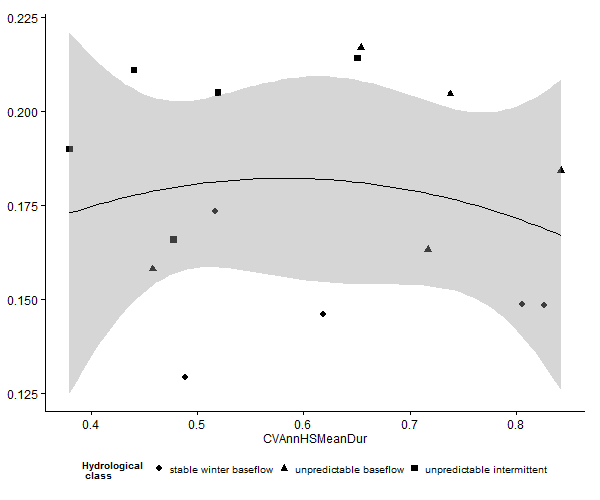 0.225
0.200
0.175
0.150
0.125
0.4 0.5 0.6 0.7 0.8
CVAnnHSMeanDur
Hydrological
class
stable winter baseflow unpredictable baseflow unpredictable intermittent